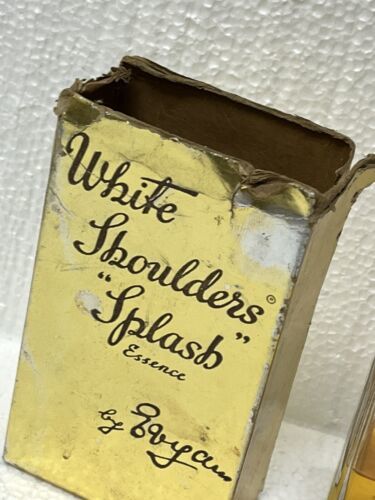 White
Shoulders®
"Splash"
Essence
by Evyan